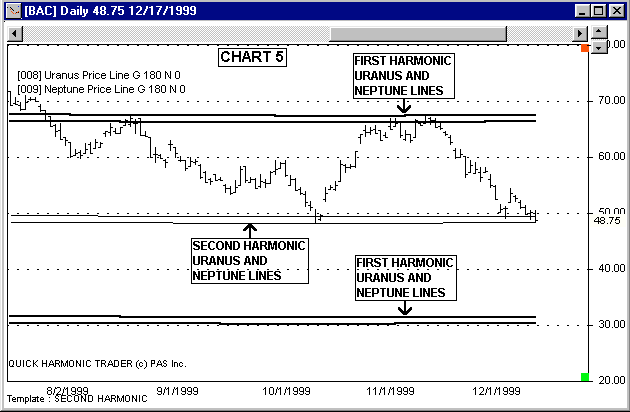 [BAC] Daily 48.75 12/17/1999
80.00
CHART 5
FIRST HARMONIC
URANUS AND
NEPTUNE LINES
[008] Uranus Price Line G 180 N 0
[009] Neptune Price Line G 180 N 0
70.00
60.00
50.00
48.75
SECOND HARMONIC
URANUS AND
NEPTUNE LINES
FIRST HARMONIC
URANUS AND
NEPTUNE LINES
40.00
30.00
QUICK HARMONIC TRADER (c) PAS Inc.
20.00
8/2/1999 9/1/1999 10/1/1999 11/1/1999 12/1/1999
Template : SECOND HARMONIC